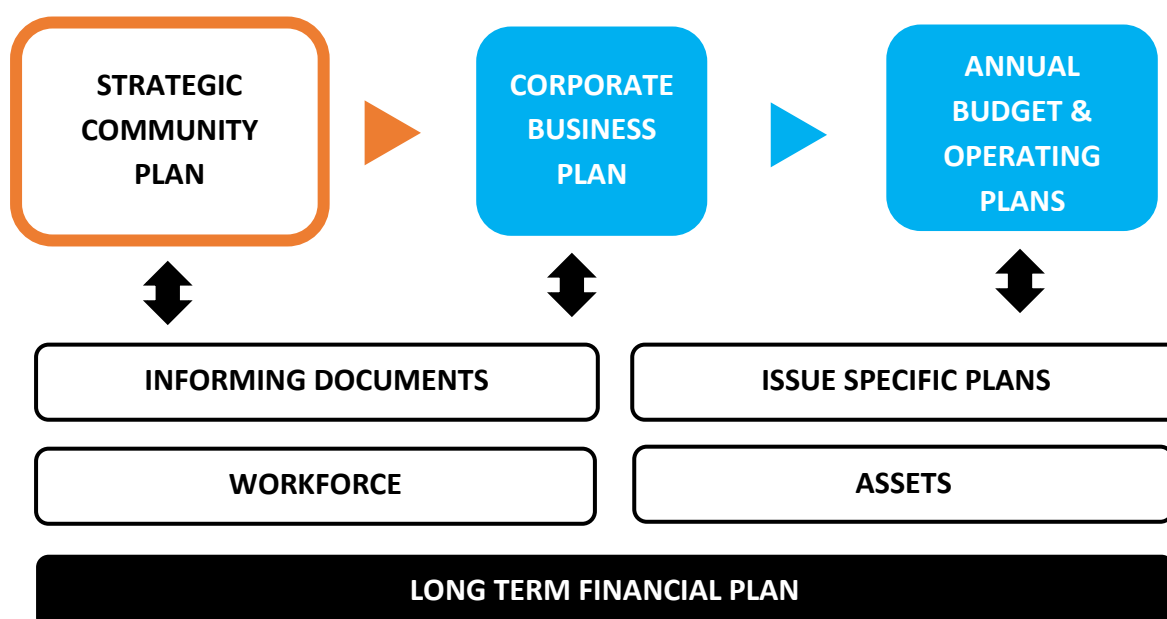 STRATEGIC
COMMUNITY
PLAN
CORPORATE
BUSINESS
PLAN
ANNUAL
BUDGET &
OPERATING
PLANS
INFORMING DOCUMENTS
ISSUE SPECIFIC PLANS
WORKFORCE
ASSETS
LONG TERM FINANCIAL PLAN